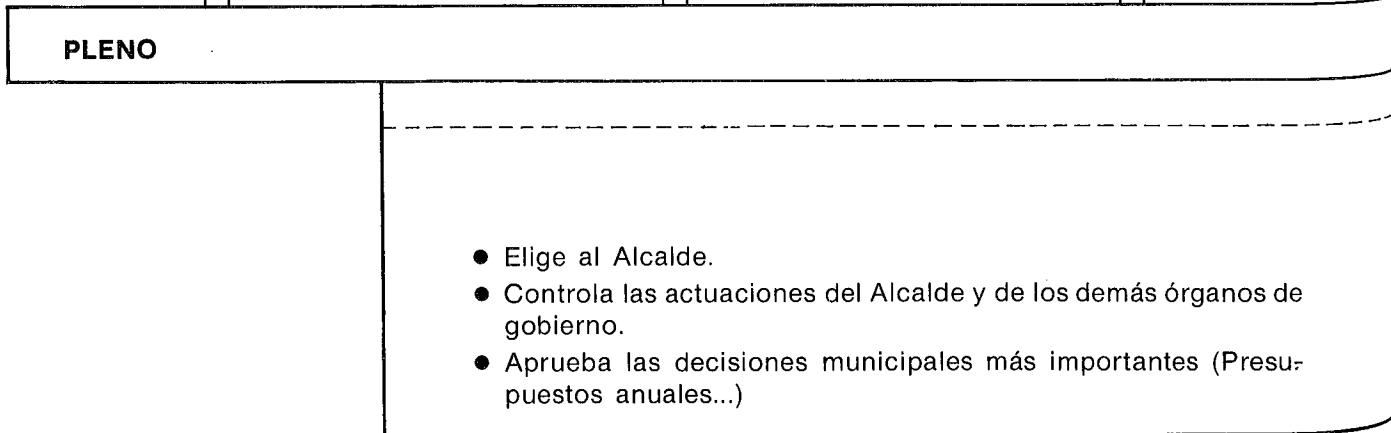 PLENO
● Elige al Alcalde.
● Controla las actuaciones del Alcalde y de los demás órganos de
gobierno.
● Aprueba las decisiones municipales más importantes (Presu-
puestos anuales...)